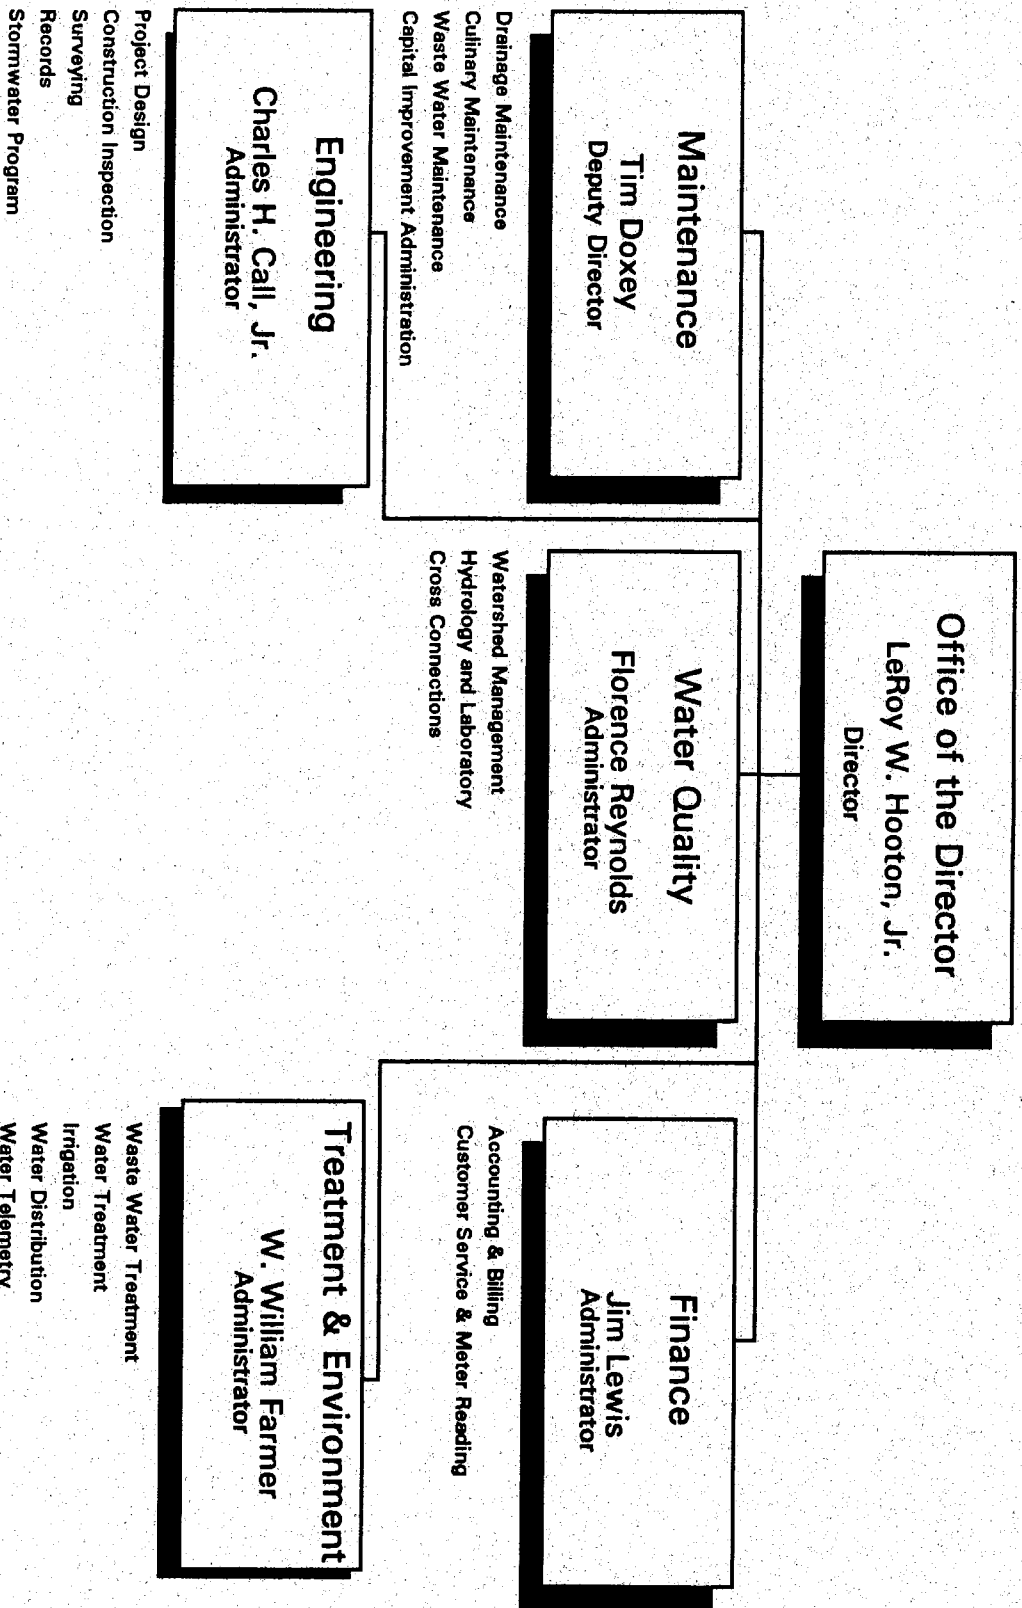 Office of the Director
LeRoy W. Hooton, Jr.
Director
Maintenance
Tim Doxey
Deputy Director
Drainage Maintenance
Culinary Maintenance
Waste Water Maintenance
Capital Improvement Administration
Water Quality
Florence Reynolds
Administrator
Watershed Management
Hydrology and Laboratory
Cross Connections
Finance
Jim Lewis
Administrator
Accounting & Billing
Customer Service & Meter Reading
Engineering
Charles H. Call, Jr.
Administrator
Project Design
Construction Inspection
Surveying
Records
Stormwater Program
Treatment & Environment
W. William Farmer
Administrator
Waste Water Treatment
Water Treatment
Irrigation
Water Distribution
Water Telemetry